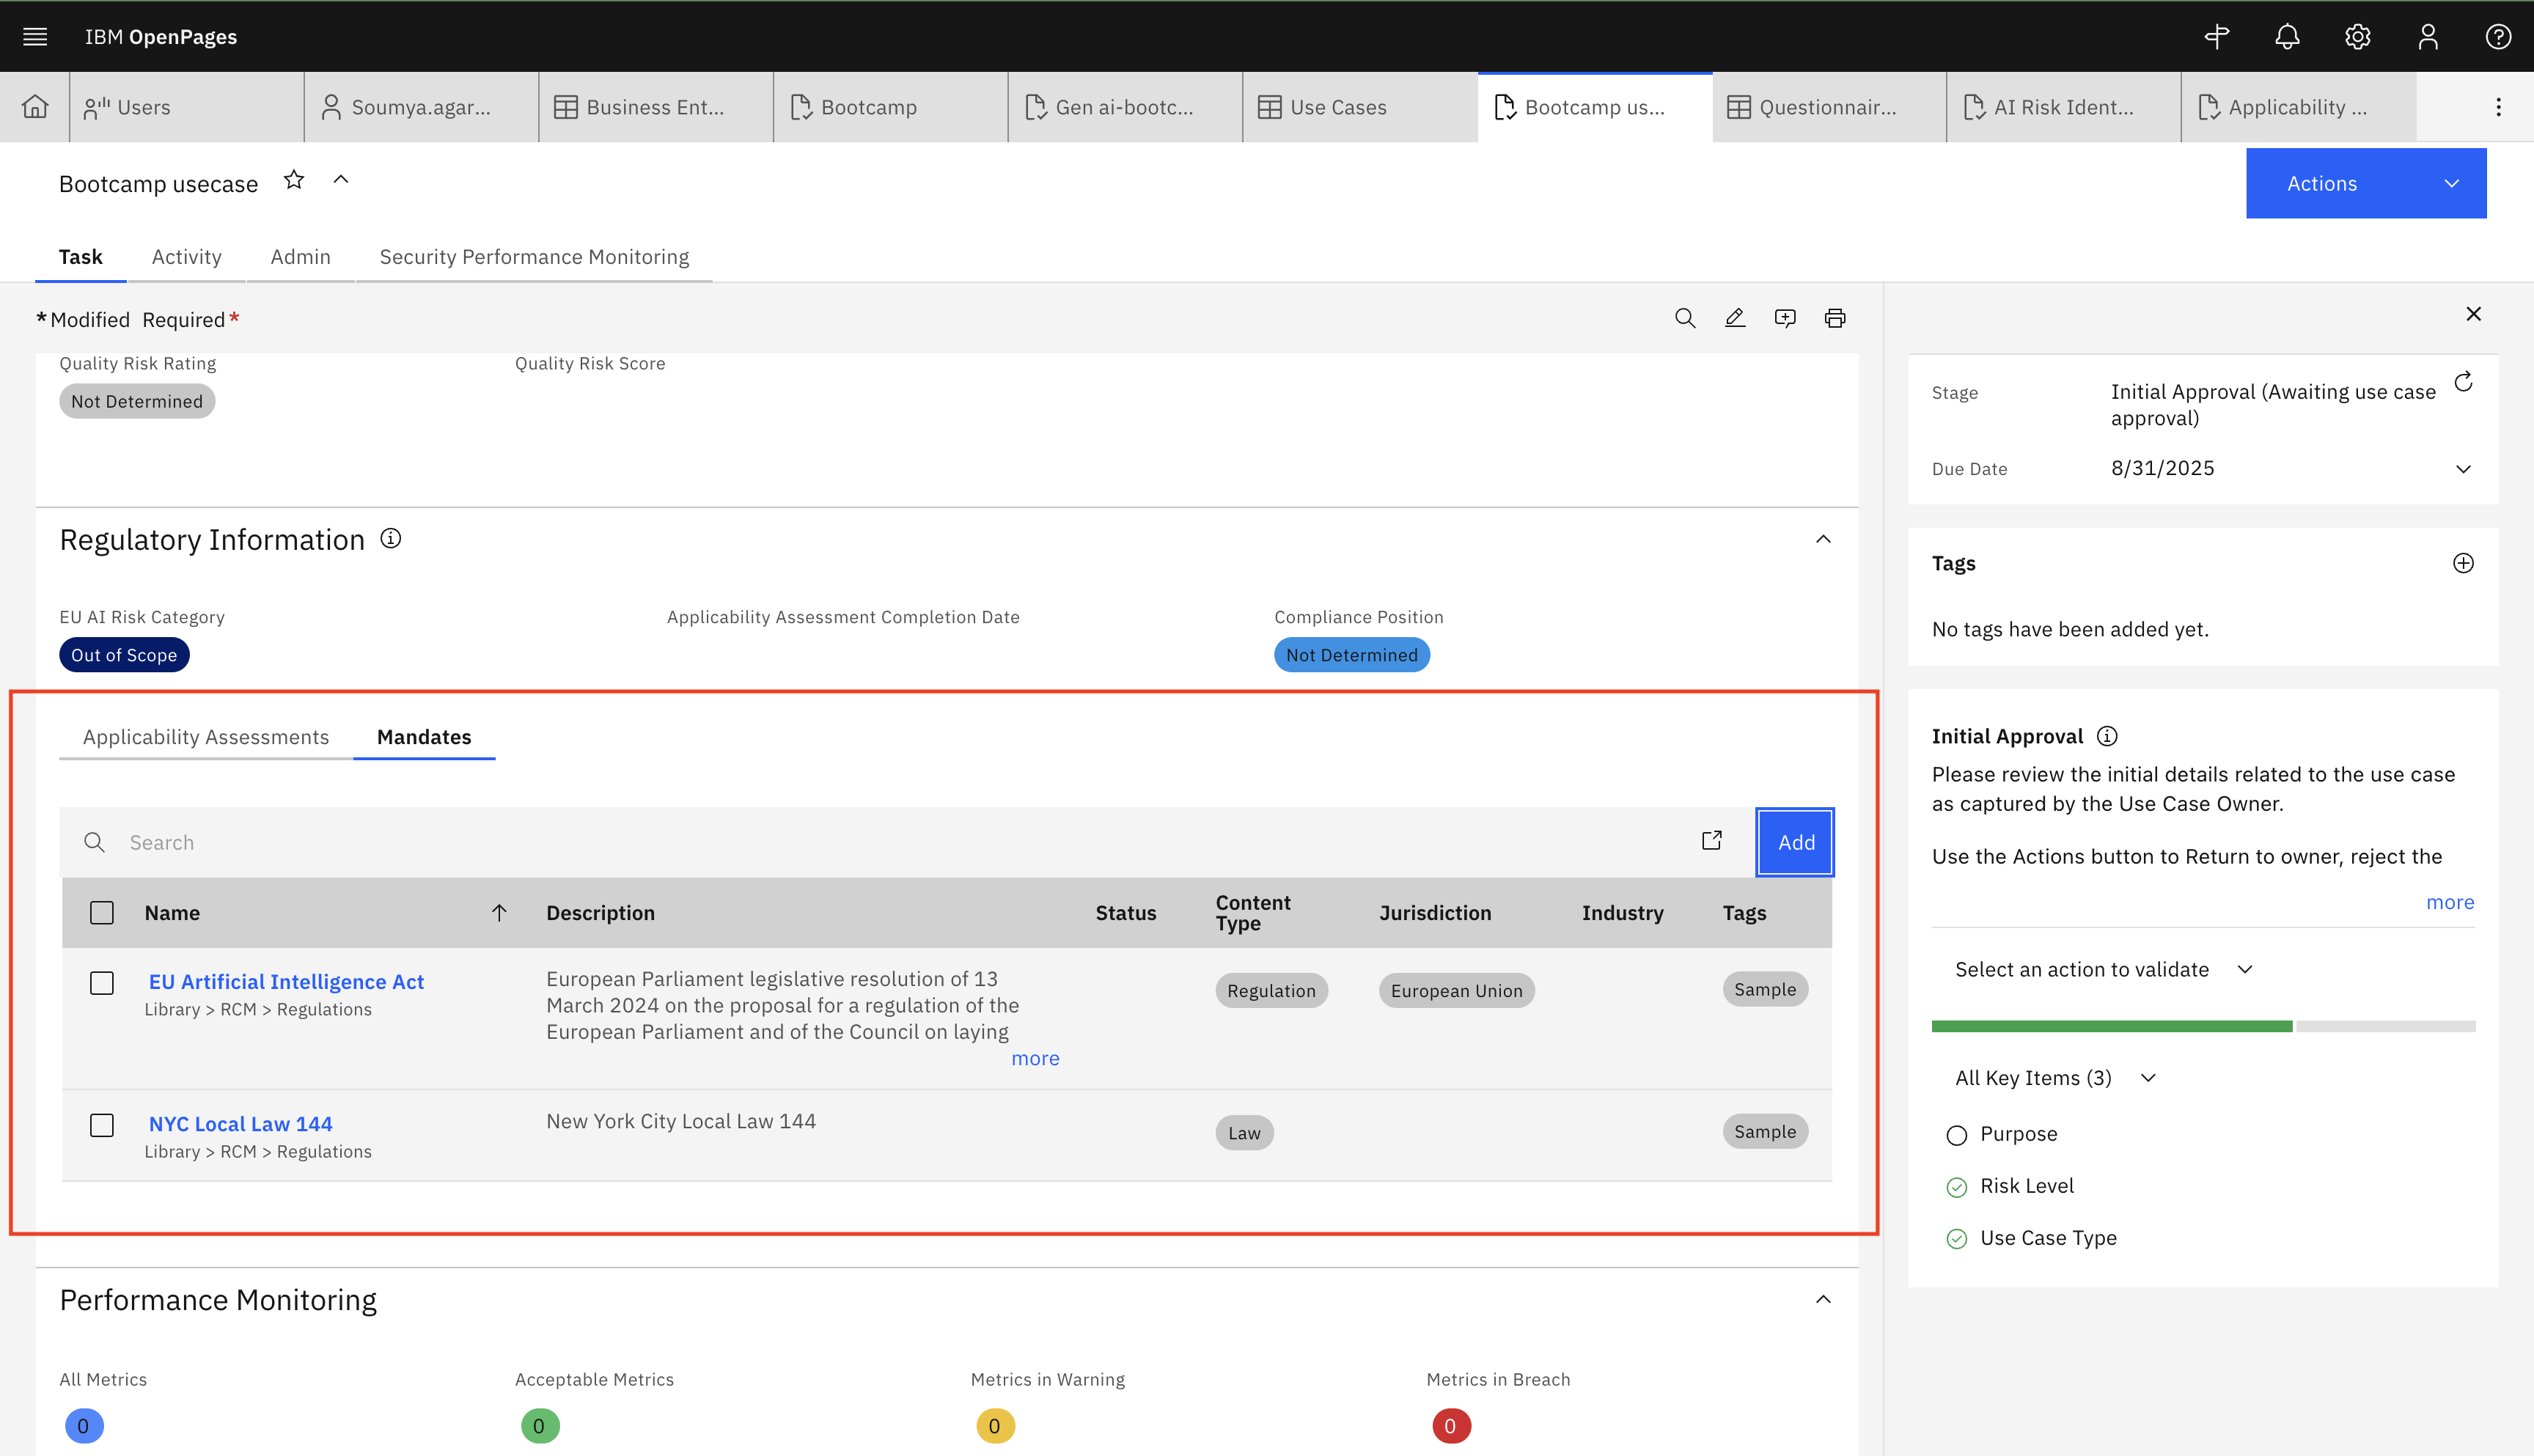 IBM OpenPages
Users
Soumya.agar...
Business Ent...
Bootcamp
Gen ai-bootc...
Use Cases
Bootcamp us...
Questionnair...
AI Risk Ident...
Applicability ...
Bootcamp usecase
Actions
Task Activity Admin Security Performance Monitoring
*Modified Required*
Quality Risk Rating Quality Risk Score
Not Determined
Regulatory Information
EU AI Risk Category Applicability Assessment Completion Date Compliance Position
Out of Scope Not Determined
Applicability Assessments Mandates
Search Add
Name Description Status Content Type Jurisdiction Industry Tags
EU Artificial Intelligence Act
Library > RCM > Regulations
European Parliament legislative resolution of 13
March 2024 on the proposal for a regulation of the
European Parliament and of the Council on laying
more
Regulation European Union Sample
NYC Local Law 144
Library > RCM > Regulations
New York City Local Law 144
Law Sample
Performance Monitoring
All Metrics Acceptable Metrics Metrics in Warning Metrics in Breach
0 0 0 0
Stage Initial Approval (Awaiting use case
approval)
Due Date 8/31/2025
Tags
No tags have been added yet.
Initial Approval
Please review the initial details related to the use case
as captured by the Use Case Owner.
Use the Actions button to Return to owner, reject the
more
Select an action to validate
All Key Items (3)
Purpose
Risk Level
Use Case Type